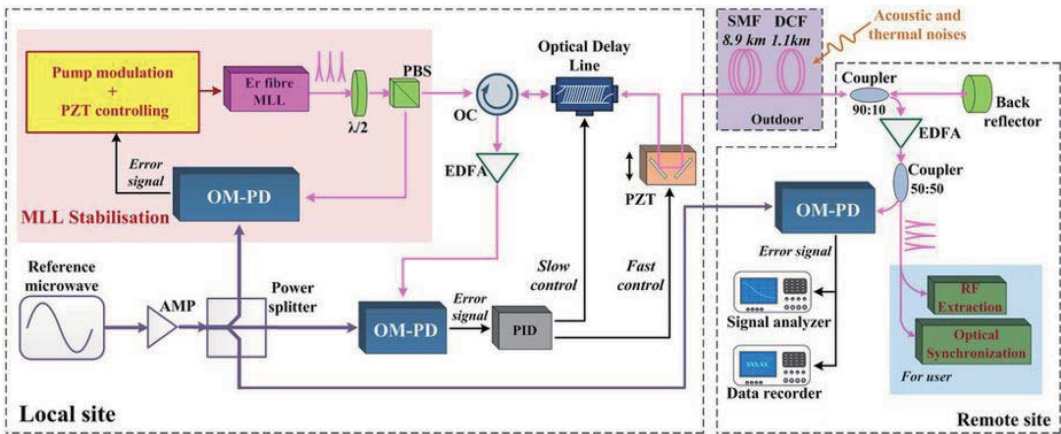 Pump modulation
+
PZT controlling
Er fibre
MLL
λ/2
PBS
Error
signal
OM-PD
MLL Stabilisation
OC
Optical Delay
Line
EDFA
PZT
SMF
8.9 km
DCF
1.1km
Outdoor
Acoustic and
thermal noises
Coupler
90:10
Back
reflector
EDFA
Coupler
50:50
OM-PD
Error signal
Signal analyzer
XXX.XX
Data recorder
RF
Extraction
Optical
Synchronization
For user
Remote site
Reference
microwave
AMP
Power
splitter
OM-PD
Error
signal
PID
Slow
control
Fast
control
Local site